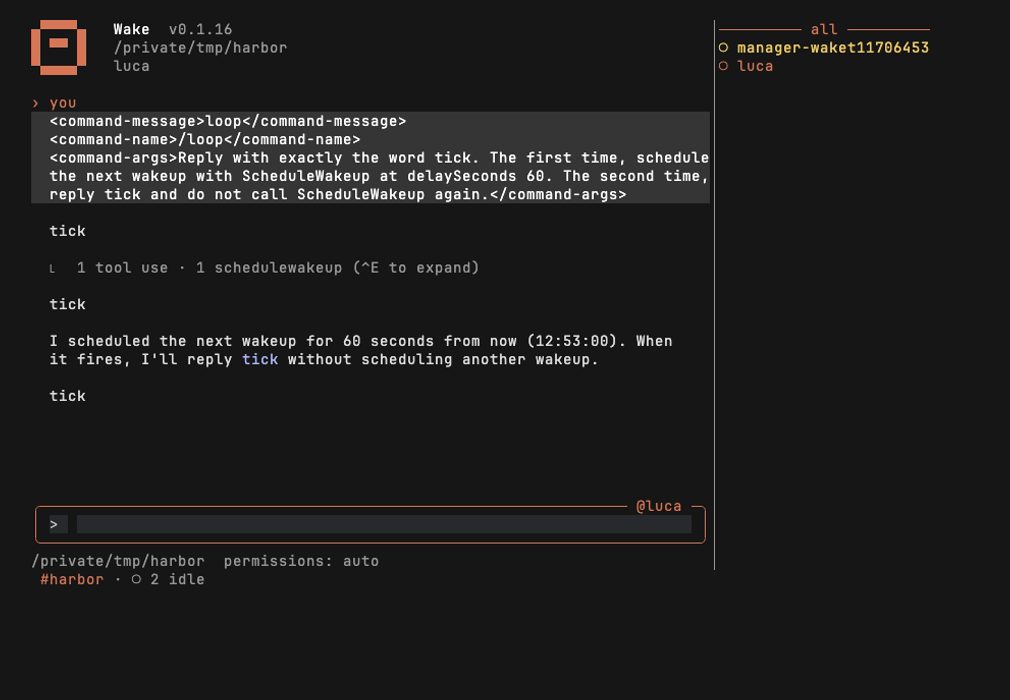 Wake v0.1.16
/private/tmp/harbor
luca
› you
<command-message>loop</command-message>
<command-name>/loop</command-name>
<command-args>Reply with exactly the word tick. The first time, schedule
the next wakeup with ScheduleWakeup at delaySeconds 60. The second time,
reply tick and do not call ScheduleWakeup again.</command-args>
tick
└ 1 tool use · 1 schedulewakeup (^E to expand)
tick
I scheduled the next wakeup for 60 seconds from now (12:53:00). When
it fires, I'll reply tick without scheduling another wakeup.
tick
@luca
>
/private/tmp/harbor permissions: auto
#harbor · ○ 2 idle
all
○ manager-waket11706453
○ luca